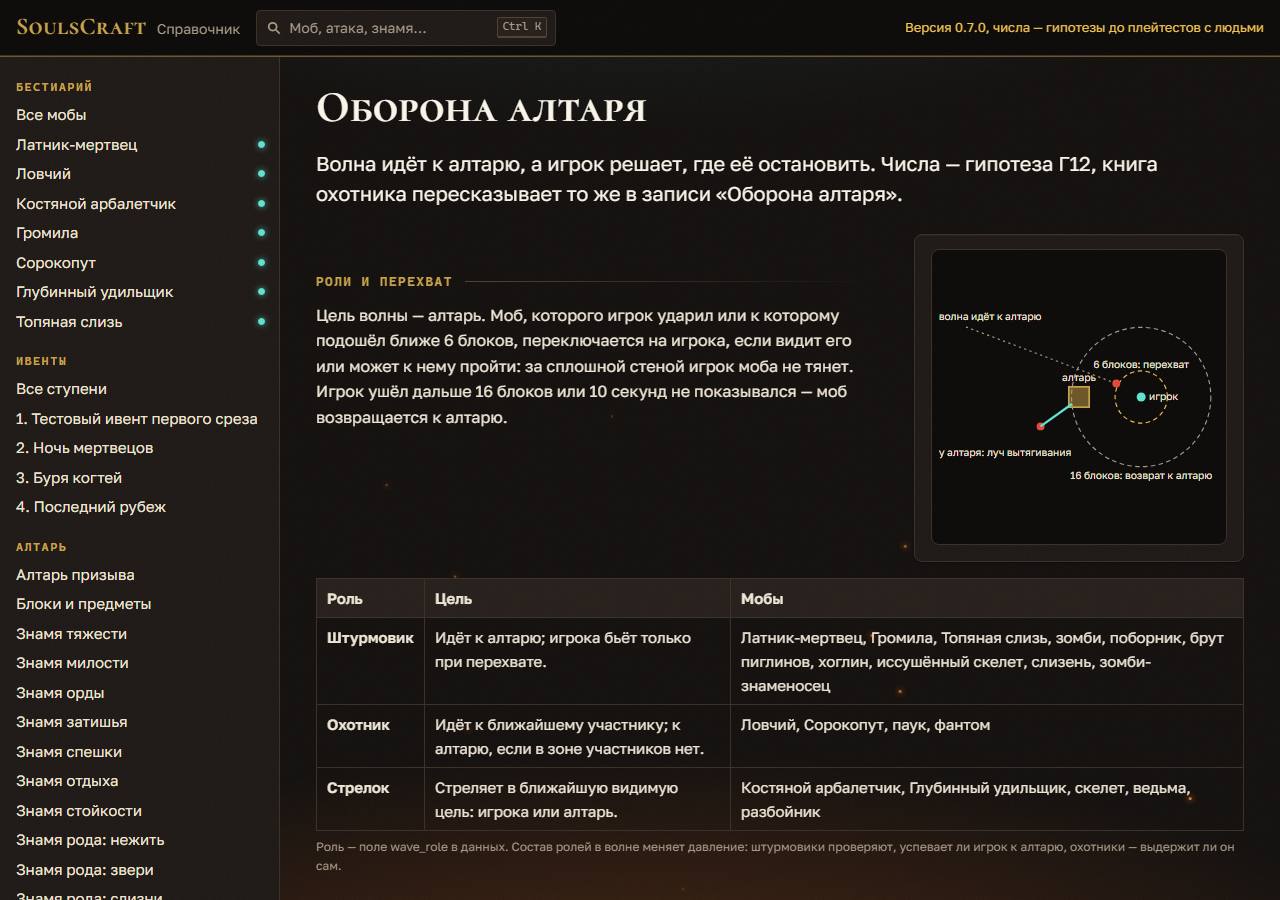 SoulsCraft Справочник
Моб, атака, знамя...
Ctrl K
Версия 0.7.0, числа — гипотезы до плейтестов с людьми
БЕСТИАРИЙ
Все мобы
Латник-мертвец
Ловчий
Костяной арбалетчик
Громила
Сорокопут
Глубинный удильщик
Топяная слизь
ИВЕНТЫ
Все ступени
1. Тестовый ивент первого среза
2. Ночь мертвецов
3. Буря когтей
4. Последний рубеж
АЛТАРЬ
Алтарь призыва
Блоки и предметы
Знамя тяжести
Знамя милости
Знамя орды
Знамя затишья
Знамя спешки
Знамя отдыха
Знамя стойкости
Знамя рода: нежить
Знамя рода: звери
Знамя рода: слизни
Оборона алтаря
Волна идёт к алтарю, а игрок решает, где её остановить. Числа — гипотеза Г12, книга
охотника пересказывает то же в записи «Оборона алтаря».
РОЛИ И ПЕРЕХВАТ
Цель волны — алтарь. Моб, которого игрок ударил или к которому
подошёл ближе 6 блоков, переключается на игрока, если видит его
или может к нему пройти: за сплошной стеной игрок моба не тянет.
Игрок ушёл дальше 16 блоков или 10 секунд не показывался — моб
возвращается к алтарю.
волна идёт к алтарю
6 блоков: перехват
алтарь
игрок
у алтаря: луч вытягивания
16 блоков: возврат к алтарю
Роль Цель Мобы
Штурмовик
Идёт к алтарю; игрока бьёт только
при перехвате.
Латник-мертвец, Громила, Топяная слизь, зомби, поборник, брут
пиглинов, хоглин, иссушённый скелет, слизень, зомби-
знаменосец
Охотник
Идёт к ближайшему участнику; к
алтарю, если в зоне участников нет.
Ловчий, Сорокопут, паук, фантом
Стрелок
Стреляет в ближайшую видимую
цель: игрока или алтарь.
Костяной арбалетчик, Глубинный удильщик, скелет, ведьма,
разбойник
Роль — поле wave_role в данных. Состав ролей в волне меняет давление: штурмовики проверяют, успевает ли игрок к алтарю, охотники — выдержит ли он
сам.